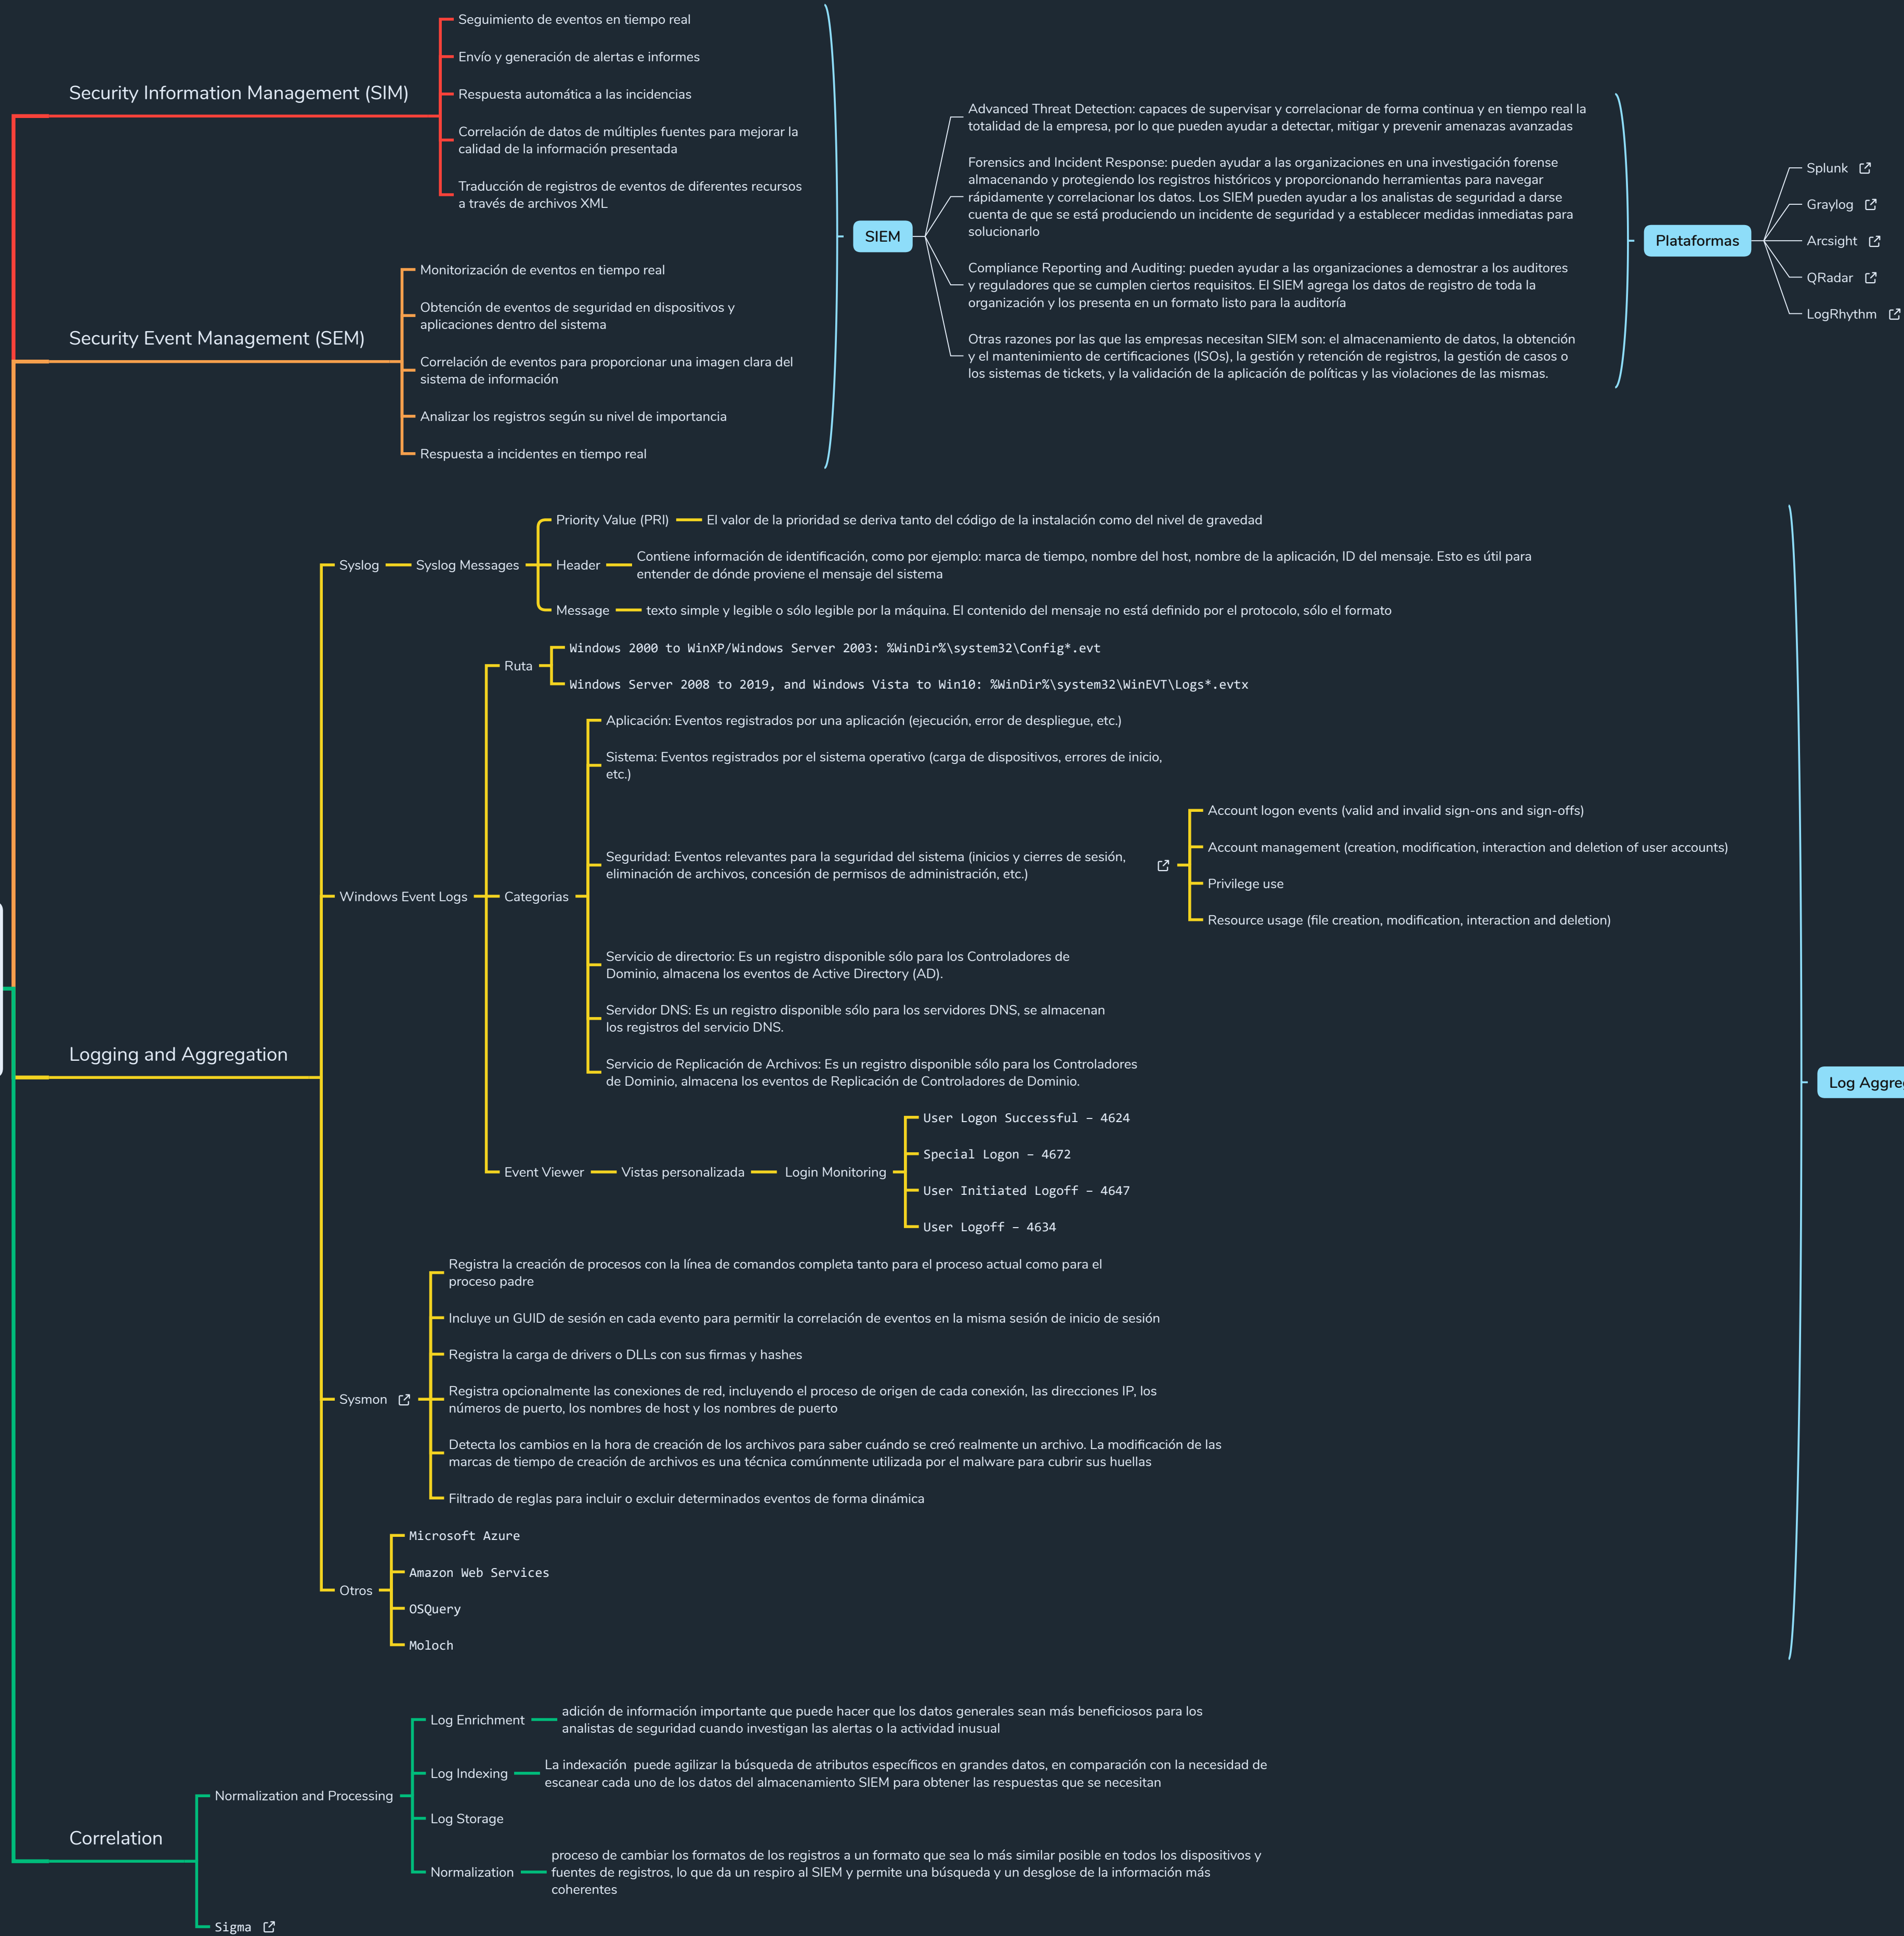 Security Information Management (SIM)
Seguimiento de eventos en tiempo real
Envío y generación de alertas e informes
Respuesta automática a las incidencias
Correlación de datos de múltiples fuentes para mejorar la
calidad de la información presentada
Traducción de registros de eventos de diferentes recursos
a través de archivos XML
Security Event Management (SEM)
Monitorización de eventos en tiempo real
Obtención de eventos de seguridad en dispositivos y
aplicaciones dentro del sistema
Correlación de eventos para proporcionar una imagen clara del
sistema de información
Analizar los registros según su nivel de importancia
Respuesta a incidentes en tiempo real
SIEM
Advanced Threat Detection: capaces de supervisar y correlacionar de forma continua y en tiempo real la
totalidad de la empresa, por lo que pueden ayudar a detectar, mitigar y prevenir amenazas avanzadas
Forensics and Incident Response: pueden ayudar a las organizaciones en una investigación forense
almacenando y protegiendo los registros históricos y proporcionando herramientas para navegar
rápidamente y correlacionar los datos. Los SIEM pueden ayudar a los analistas de seguridad a darse
cuenta de que se está produciendo un incidente de seguridad y a establecer medidas inmediatas para
solucionarlo
Compliance Reporting and Auditing: pueden ayudar a las organizaciones a demostrar a los auditores
y reguladores que se cumplen ciertos requisitos. El SIEM agrega los datos de registro de toda la
organización y los presenta en un formato listo para la auditoría
Otras razones por las que las empresas necesitan SIEM son: el almacenamiento de datos, la obtención
y el mantenimiento de certificaciones (ISOs), la gestión y retención de registros, la gestión de casos o
los sistemas de tickets, y la validación de la aplicación de políticas y las violaciones de las mismas.
Plataformas
Splunk
Graylog
Arcsight
QRadar
LogRhythm
Logging and Aggregation
Syslog
Syslog Messages
Priority Value (PRI)
El valor de la prioridad se deriva tanto del código de la instalación como del nivel de gravedad
Header
Contiene información de identificación, como por ejemplo: marca de tiempo, nombre del host, nombre de la aplicación, ID del mensaje. Esto es útil para
entender de dónde proviene el mensaje del sistema
Message
texto simple y legible o sólo legible por la máquina. El contenido del mensaje no está definido por el protocolo, sólo el formato
Windows Event Logs
Ruta
Windows 2000 to WinXP/Windows Server 2003: %WinDir%\system32\Config*.evt
Windows Server 2008 to 2019, and Windows Vista to Win10: %WinDir%\system32\WinEVT\Logs*.evtx
Categorias
Aplicación: Eventos registrados por una aplicación (ejecución, error de despliegue, etc.)
Sistema: Eventos registrados por el sistema operativo (carga de dispositivos, errores de inicio,
etc.)
Seguridad: Eventos relevantes para la seguridad del sistema (inicios y cierres de sesión,
eliminación de archivos, concesión de permisos de administración, etc.)
Account logon events (valid and invalid sign-ons and sign-offs)
Account management (creation, modification, interaction and deletion of user accounts)
Privilege use
Resource usage (file creation, modification, interaction and deletion)
Servicio de directorio: Es un registro disponible sólo para los Controladores de
Dominio, almacena los eventos de Active Directory (AD).
Servidor DNS: Es un registro disponible sólo para los servidores DNS, se almacenan
los registros del servicio DNS.
Servicio de Replicación de Archivos: Es un registro disponible sólo para los Controladores
de Dominio, almacena los eventos de Replicación de Controladores de Dominio.
Event Viewer
Vistas personalizada
Login Monitoring
User Logon Successful – 4624
Special Logon – 4672
User Initiated Logoff – 4647
User Logoff – 4634
Sysmon
Registra la creación de procesos con la línea de comandos completa tanto para el proceso actual como para el
proceso padre
Incluye un GUID de sesión en cada evento para permitir la correlación de eventos en la misma sesión de inicio de sesión
Registra la carga de drivers o DLLs con sus firmas y hashes
Registra opcionalmente las conexiones de red, incluyendo el proceso de origen de cada conexión, las direcciones IP, los
números de puerto, los nombres de host y los nombres de puerto
Detecta los cambios en la hora de creación de los archivos para saber cuándo se creó realmente un archivo. La modificación de las
marcas de tiempo de creación de archivos es una técnica comúnmente utilizada por el malware para cubrir sus huellas
Filtrado de reglas para incluir o excluir determinados eventos de forma dinámica
Otros
Microsoft Azure
Amazon Web Services
OSQuery
Moloch
Log Aggre
Correlation
Normalization and Processing
Log Enrichment
adición de información importante que puede hacer que los datos generales sean más beneficiosos para los
analistas de seguridad cuando investigan las alertas o la actividad inusual
Log Indexing
La indexación  puede agilizar la búsqueda de atributos específicos en grandes datos, en comparación con la necesidad de
escanear cada uno de los datos del almacenamiento SIEM para obtener las respuestas que se necesitan
Log Storage
Normalization
proceso de cambiar los formatos de los registros a un formato que sea lo más similar posible en todos los dispositivos y
fuentes de registros, lo que da un respiro al SIEM y permite una búsqueda y un desglose de la información más
coherentes
Sigma